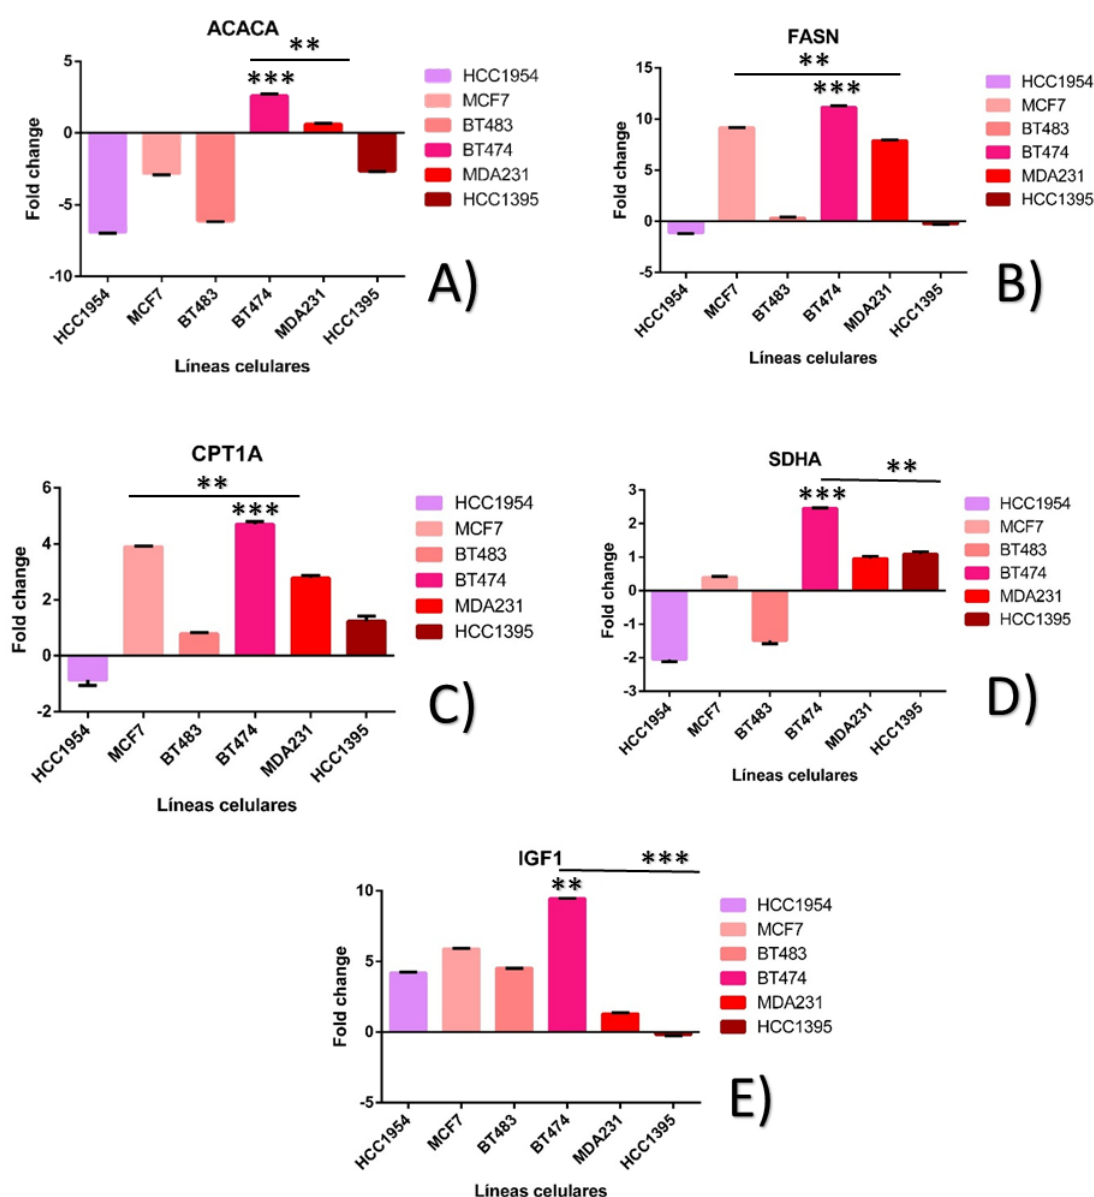 ACACA
**
***
Fold change
5
0
-5
-10
HCC1954
MCF7
BT483
BT474
MDA231
HCC1395
Líneas celulares
HCC1954
MCF7
BT483
BT474
MDA231
HCC1395
A)
FASN
**
***
Fold change
15
10
5
0
-5
HCC1954
MCF7
BT483
BT474
MDA231
HCC1395
Líneas celulares
HCC1954
MCF7
BT483
BT474
MDA231
HCC1395
B)
CPT1A
**
***
Fold change
6
4
2
0
-2
HCC1954
MCF7
BT483
BT474
MDA231
HCC1395
Líneas celulares
HCC1954
MCF7
BT483
BT474
MDA231
HCC1395
C)
SDHA
**
***
Fold change
3
2
1
0
-1
-2
-3
HCC1954
MCF7
BT483
BT474
MDA231
HCC1395
Líneas celulares
HCC1954
MCF7
BT483
BT474
MDA231
HCC1395
D)
IGF1
***
**
Fold change
10
5
0
-5
HCC1954
MCF7
BT483
BT474
MDA231
HCC1395
Líneas celulares
HCC1954
MCF7
BT483
BT474
MDA231
HCC1395
E)